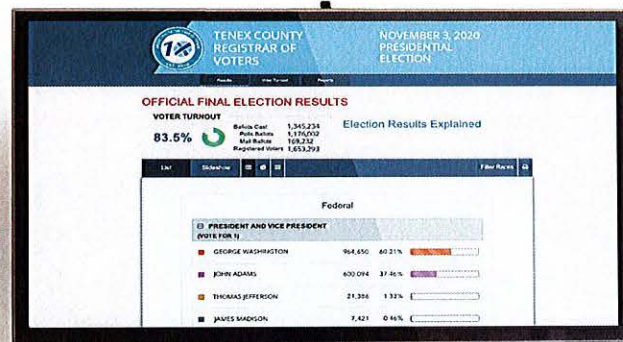 1X
TENEX COUNTY
REGISTRAR OF
VOTERS
NOVEMBER 3, 2020
PRESIDENTIAL
ELECTION
Results Voter Turnout Reports
OFFICIAL FINAL ELECTION RESULTS
VOTER TURNOUT
83.5%
Ballots Cast 1,345,234
Polls Ballots 1,176,002
Mail Ballots 169,232
Registered Voters 1,653,293
Election Results Explained
List Slideshow Filter Races
Federal
PRESIDENT AND VICE PRESIDENT
(VOTE FOR 1)
GEORGE WASHINGTON 964,650 60.21%
JOHN ADAMS 600,094 37.46%
THOMAS JEFFERSON 21,386 1.33%
JAMES MADISON 7,421 0.46%